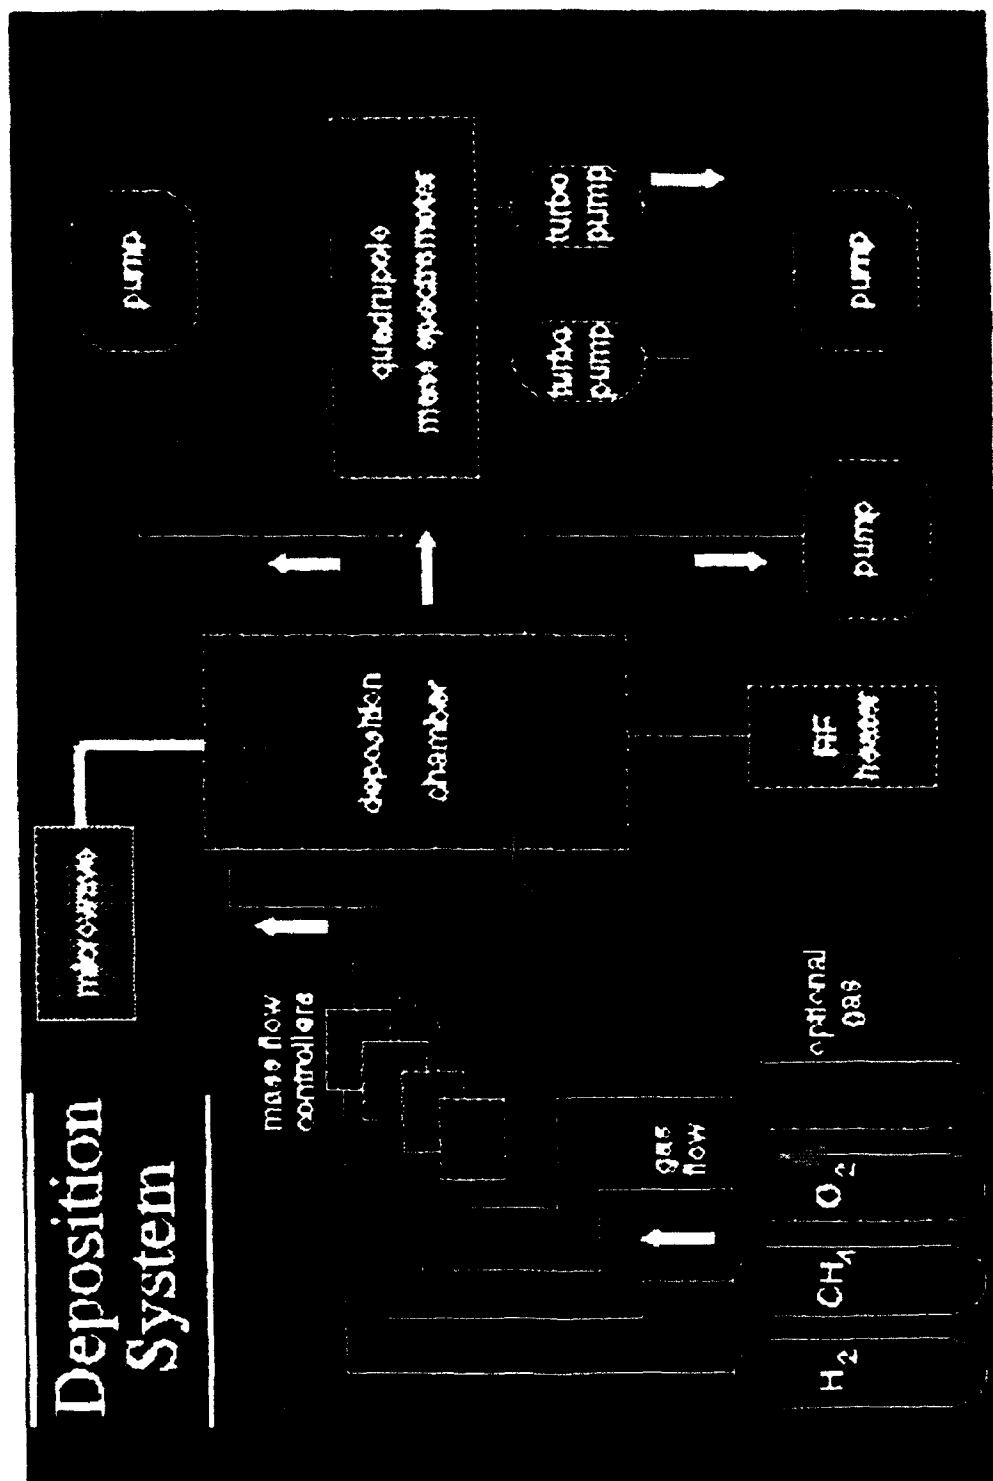 Deposition
System
microwave
mass flow
controllers
gas
flow
H2
CH4
O2
optional
gas
deposition
chamber
RF
heater
pump
quadrupole
mass spectrometer
turbo
pump
turbo
pump
pump
pump